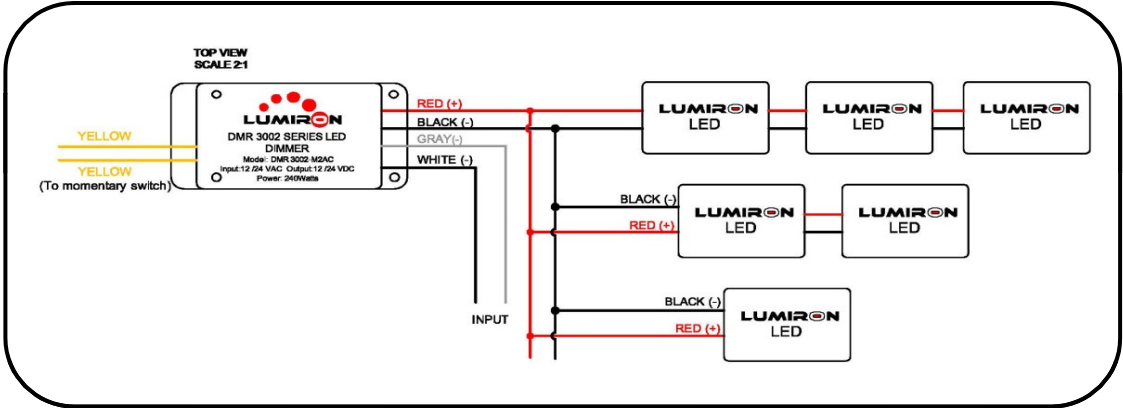 TOP VIEW
SCALE 2:1
LUMIRON
DMR 3002 SERIES LED
DIMMER
Model: DMR 3002-M2AC
Input:12 /24 VAC Output:12 /24 VDC
Power: 240Watts
YELLOW
YELLOW
(To momentary switch)
RED (+)
BLACK (-)
GRAY(-)
WHITE (-)
INPUT
LUMIRON
LED
LUMIRON
LED
LUMIRON
LED
BLACK (-)
RED (+)
LUMIRON
LED
LUMIRON
LED
BLACK (-)
RED (+)
LUMIRON
LED